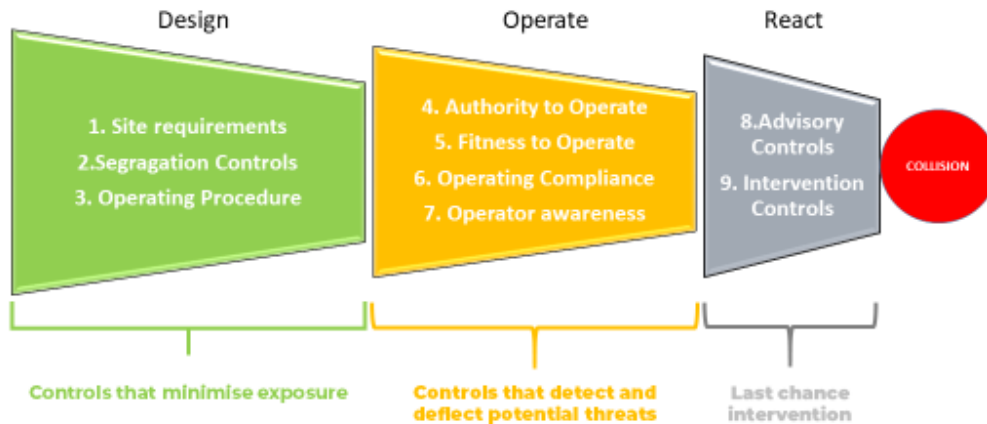 Design
Operate
React
1. Site requirements
2.Segragation Controls
3. Operating Procedure
4. Authority to Operate
5. Fitness to Operate
6. Operating Compliance
7. Operator awareness
8.Advisory
Controls
9. Intervention
Controls
COLLISION
Controls that minimise exposure
Controls that detect and
deflect potential threats
Last chance
intervention